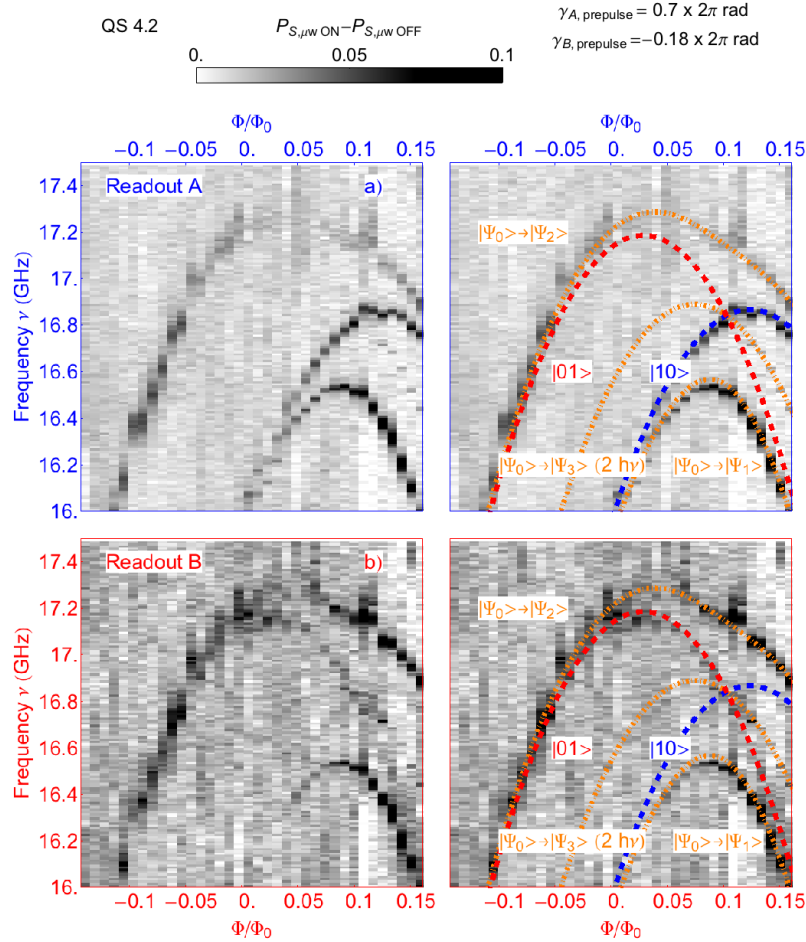 QS 4.2
P_{S,μw ON}−P_{S,μw OFF}
0. 0.1
γ_{A, prepulse} = 0.7 x 2π rad
γ_{B, prepulse} =−0.18 x 2π rad
Φ/Φ₀ Φ/Φ₀
−0.1 −0.05 0. 0.05 0.1 0.15 −0.1 −0.05 0. 0.05 0.1 0.15
Frequency ν (GHz)
17.4
17.2
17.
16.8
16.6
16.4
16.2
16.
Readout A a)
|Ψ₀>→|Ψ₂>
|01> |10>
|Ψ₀>→|Ψ₃> (2 hν) |Ψ₀>→|Ψ₁>
Frequency ν (GHz)
17.4
17.2
17.
16.8
16.6
16.4
16.2
16.
Readout B b)
|Ψ₀>→|Ψ₂>
|01> |10>
|Ψ₀>→|Ψ₃> (2 hν) |Ψ₀>→|Ψ₁>
−0.1 −0.05 0. 0.05 0.1 0.15 −0.1 −0.05 0. 0.05 0.1 0.15
Φ/Φ₀ Φ/Φ₀